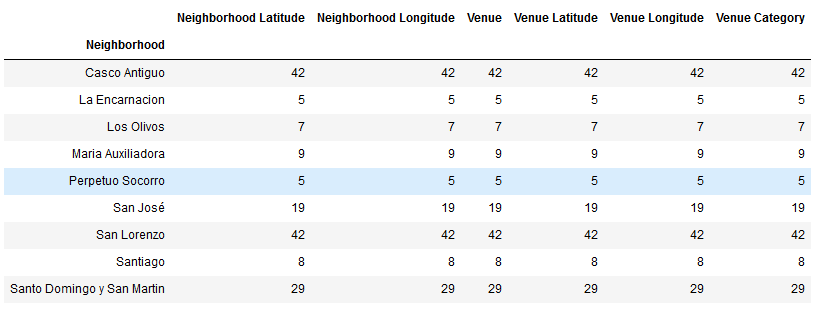 Neighborhood Latitude Neighborhood Longitude Venue Venue Latitude Venue Longitude Venue Category
Neighborhood
Casco Antiguo 42 42 42 42 42 42
La Encarnacion 5 5 5 5 5 5
Los Olivos 7 7 7 7 7 7
Maria Auxiliadora 9 9 9 9 9 9
Perpetuo Socorro 5 5 5 5 5 5
San José 19 19 19 19 19 19
San Lorenzo 42 42 42 42 42 42
Santiago 8 8 8 8 8 8
Santo Domingo y San Martin 29 29 29 29 29 29